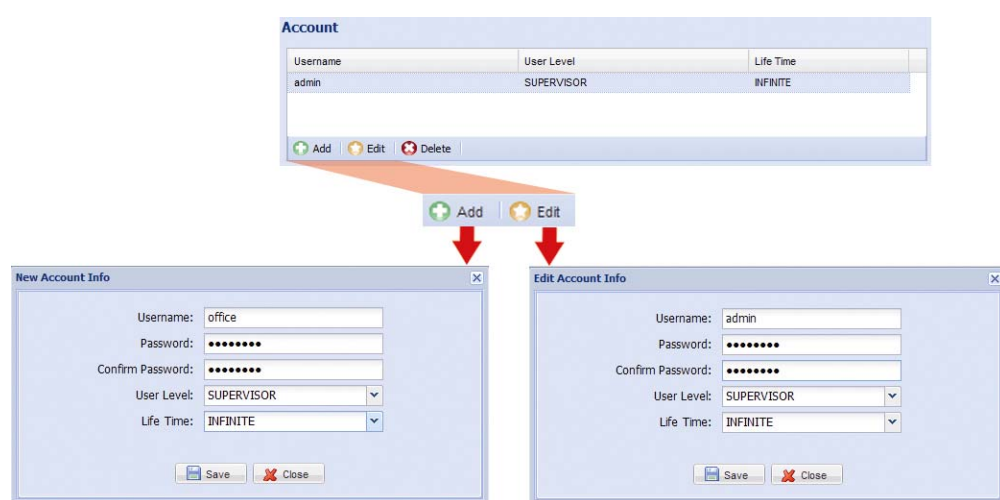 Account
Username User Level Life Time
admin SUPERVISOR INFINITE
Add Edit Delete
Add Edit
New Account Info
Username: office
Password: ••••••••
Confirm Password: ••••••••
User Level: SUPERVISOR
Life Time: INFINITE
Save Close
Edit Account Info
Username: admin
Password: ••••••••
Confirm Password: ••••••••
User Level: SUPERVISOR
Life Time: INFINITE
Save Close